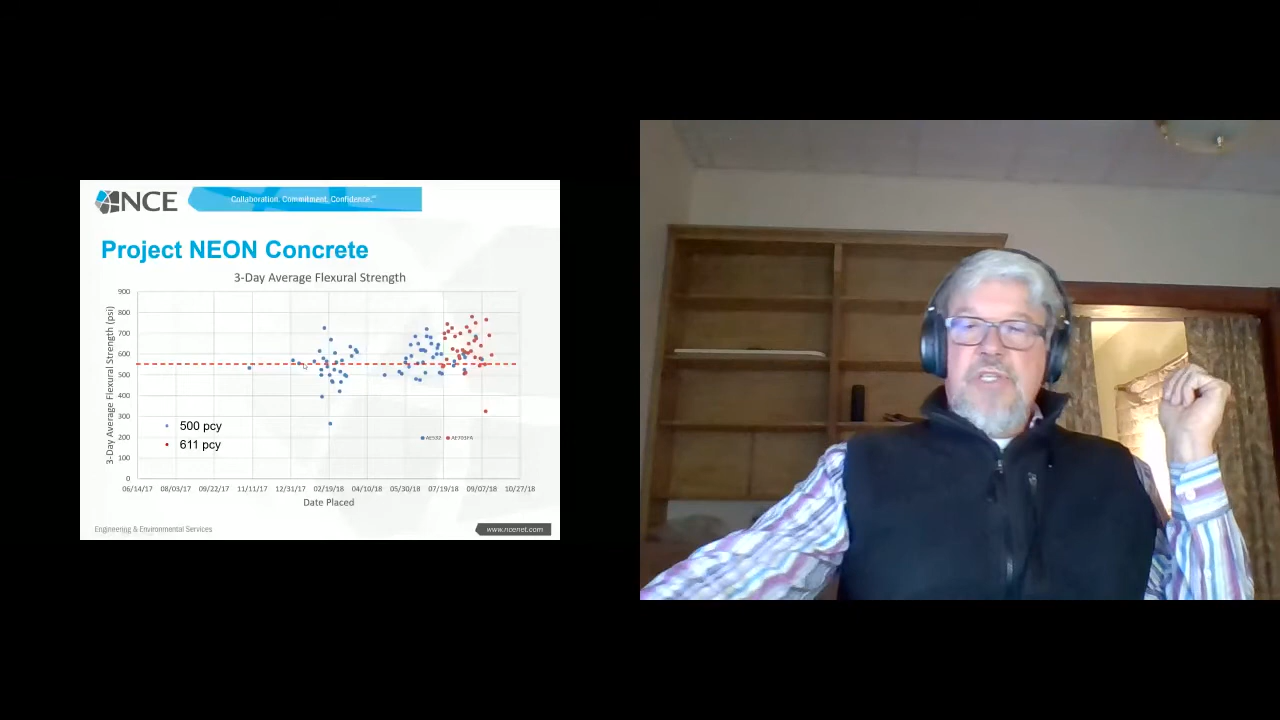 NCE
Collaboration. Commitment. Confidence.™
Project NEON Concrete
3-Day Average Flexural Strength
3-Day Average Flexural Strength (psi)
900
800
700
600
500
400
300
200
100
0
500 pcy
611 pcy
06/14/17 08/03/17 09/22/17 11/11/17 12/31/17 02/19/18 04/10/18 05/30/18 07/19/18 09/07/18 10/27/18
Date Placed
Engineering & Environmental Services
www.ncenet.com